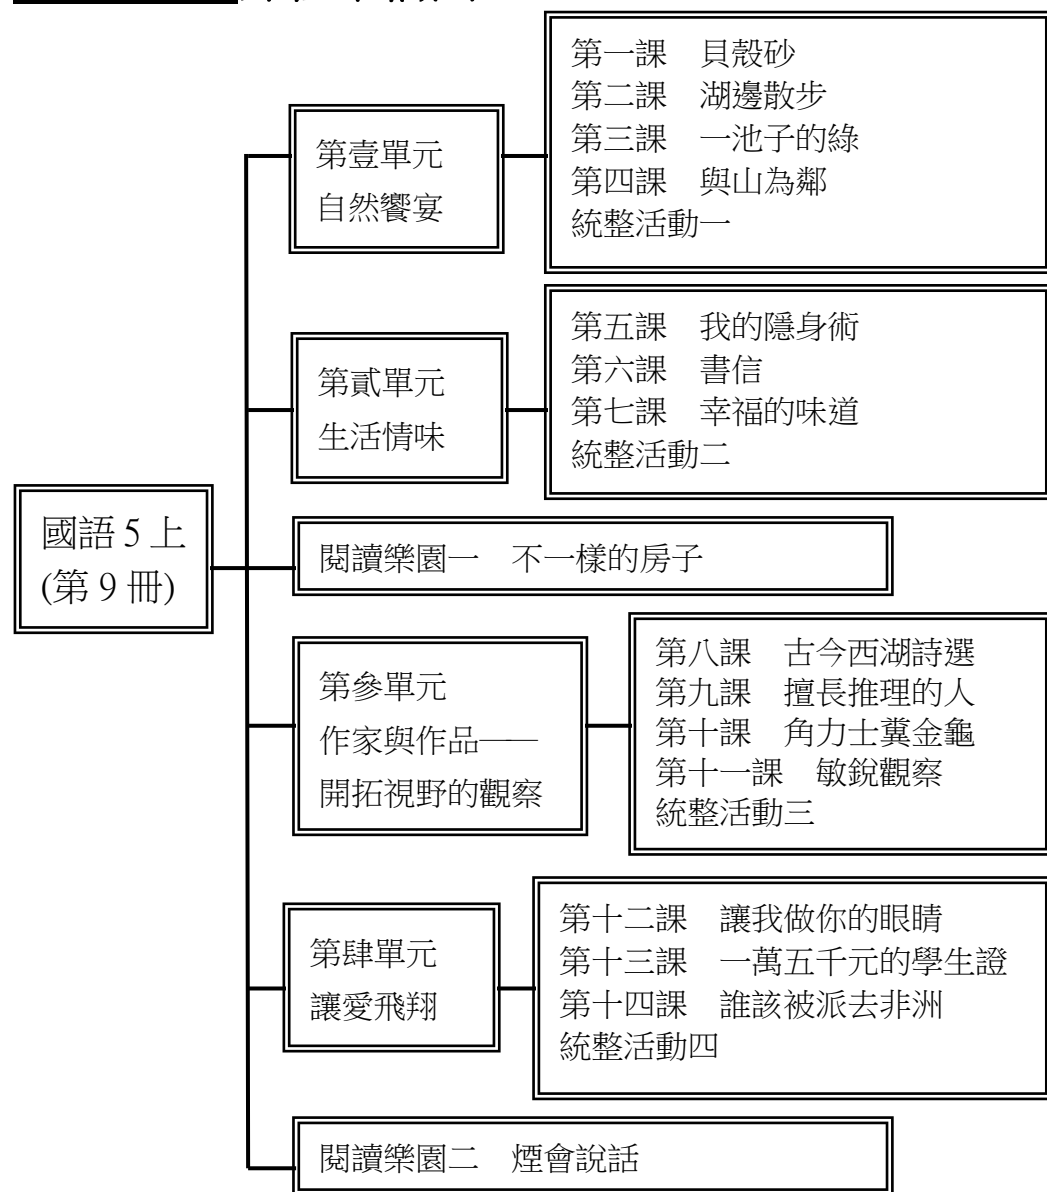 第壹單元
自然饗宴
第一課　貝殼砂
第二課　湖邊散步
第三課　一池子的綠
第四課　與山為鄰
統整活動一
第貳單元
生活情味
第五課　我的隱身術
第六課　書信
第七課　幸福的味道
統整活動二
國語 5 上
(第 9 冊)
閱讀樂園一　不一樣的房子
第參單元
作家與作品——
開拓視野的觀察
第八課　古今西湖詩選
第九課　擅長推理的人
第十課　角力士糞金龜
第十一課　敏銳觀察
統整活動三
第肆單元
讓愛飛翔
第十二課　讓我做你的眼睛
第十三課　一萬五千元的學生證
第十四課　誰該被派去非洲
統整活動四
閱讀樂園二　煙會說話